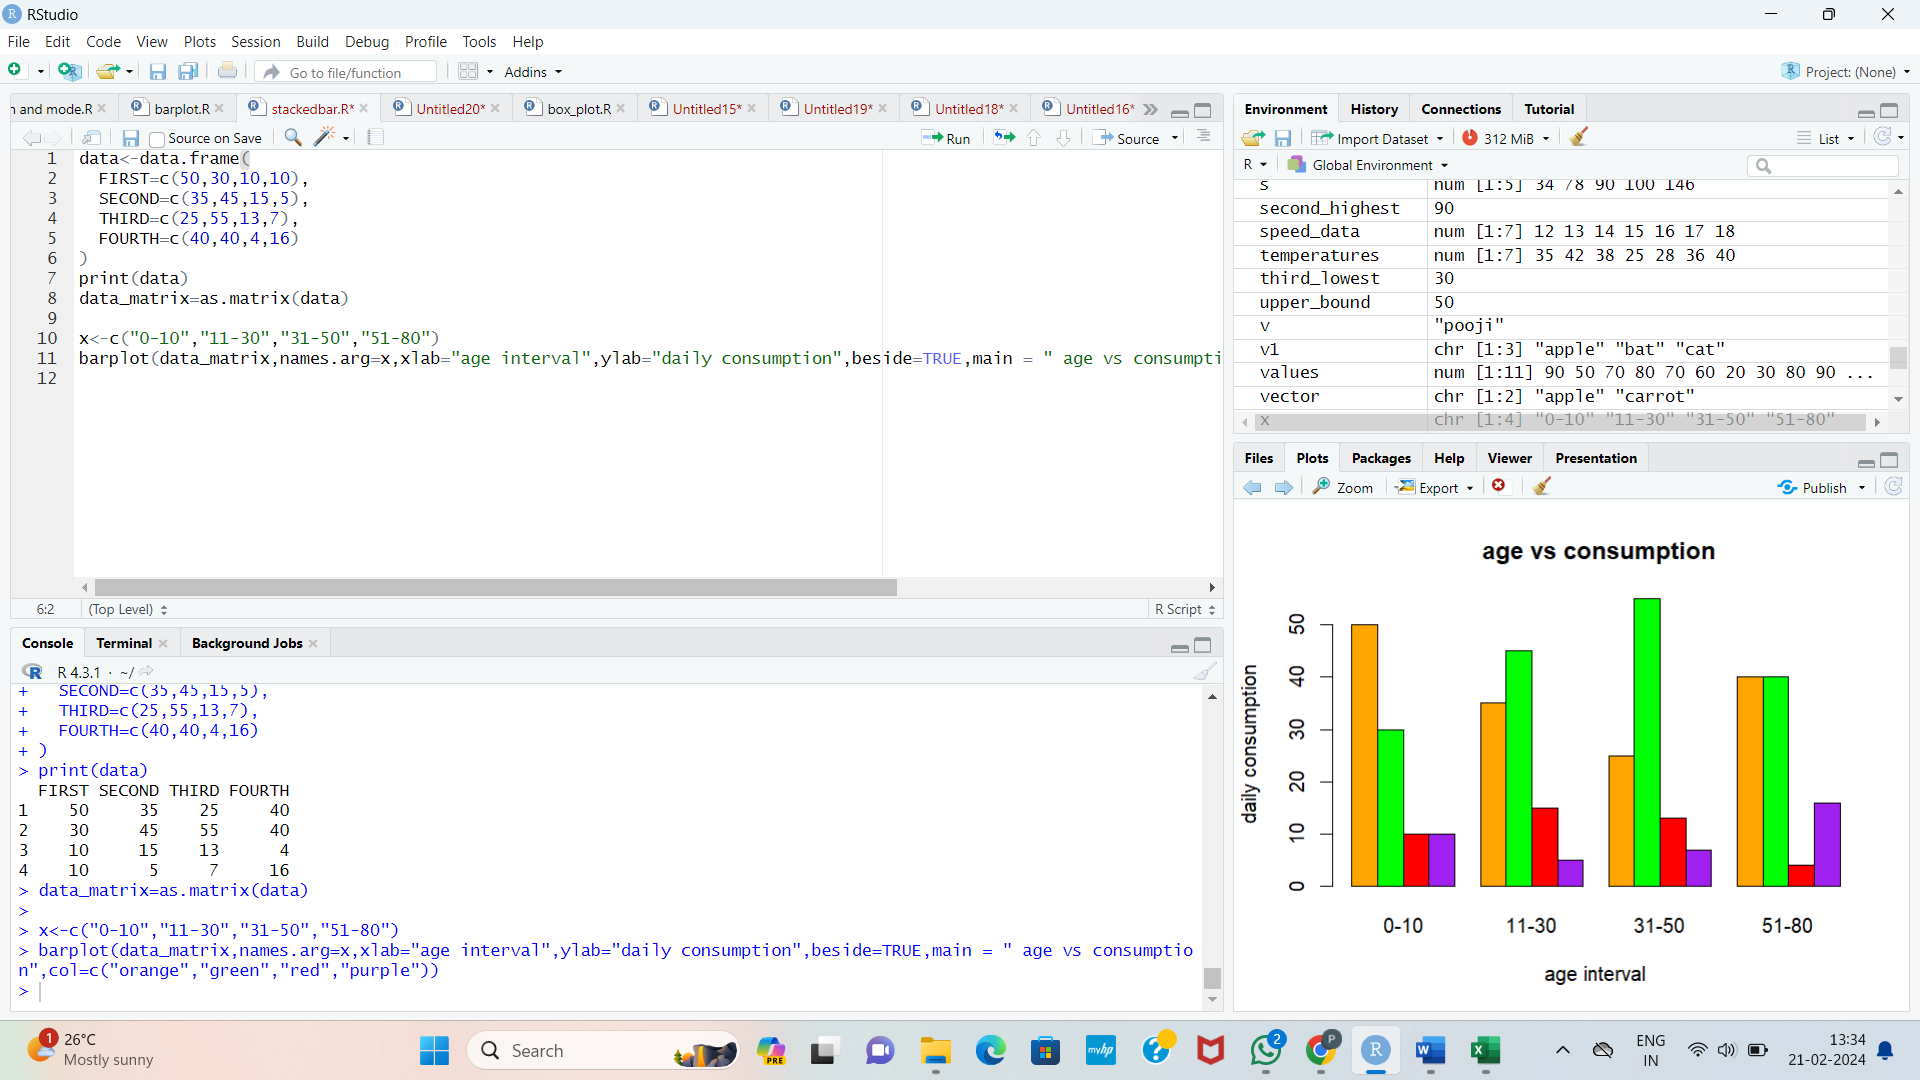 RStudio
File Edit Code View Plots Session Build Debug Profile Tools Help
Go to file/function
Addins
Project: (None)
n and mode.R barplot.R stackedbar.R* Untitled20* box_plot.R Untitled15* Untitled19* Untitled18* Untitled16*
Source on Save Run Source
1 data<-data.frame(
2 FIRST=c(50,30,10,10),
3 SECOND=c(35,45,15,5),
4 THIRD=c(25,55,13,7),
5 FOURTH=c(40,40,4,16)
6 )
7 print(data)
8 data_matrix=as.matrix(data)
9
10 x<-c("0-10","11-30","31-50","51-80")
11 barplot(data_matrix,names.arg=x,xlab="age interval",ylab="daily consumption",beside=TRUE,main = " age vs consumpti
12
6:2 (Top Level) R Script
Console Terminal Background Jobs
R 4.3.1 · ~/
+ SECOND=c(35,45,15,5),
+ THIRD=c(25,55,13,7),
+ FOURTH=c(40,40,4,16)
+ )
> print(data)
FIRST SECOND THIRD FOURTH
1 50 35 25 40
2 30 45 55 40
3 10 15 13 4
4 10 5 7 16
> data_matrix=as.matrix(data)
>
> x<-c("0-10","11-30","31-50","51-80")
> barplot(data_matrix,names.arg=x,xlab="age interval",ylab="daily consumption",beside=TRUE,main = " age vs consumptio
n",col=c("orange","green","red","purple"))
>
Environment History Connections Tutorial
Import Dataset 312 MiB List
R Global Environment
s num [1:5] 34 78 90 100 146
second_highest 90
speed_data num [1:7] 12 13 14 15 16 17 18
temperatures num [1:7] 35 42 38 25 28 36 40
third_lowest 30
upper_bound 50
v "pooji"
v1 chr [1:3] "apple" "bat" "cat"
values num [1:11] 90 50 70 80 70 60 20 30 80 90 ...
vector chr [1:2] "apple" "carrot"
x chr [1:4] "0-10" "11-30" "31-50" "51-80"
Files Plots Packages Help Viewer Presentation
Zoom Export Publish
age vs consumption
daily consumption
50
40
30
20
10
0
0-10 11-30 31-50 51-80
age interval
1 26°C
Mostly sunny
Search
PRE
myhp
2
P
R
W
X
ENG
IN
13:34
21-02-2024